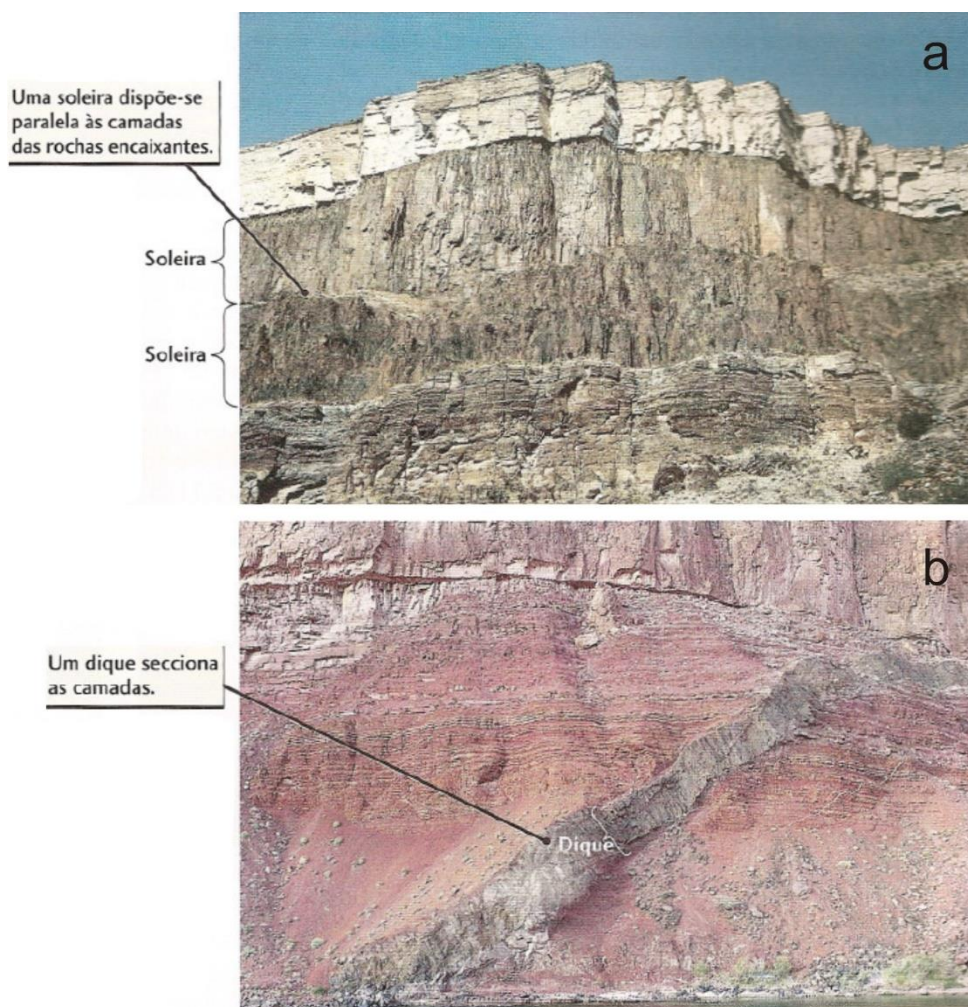 a
Uma soleira dispõe-se
paralela às camadas
das rochas encaixantes.
Soleira
Soleira
b
Um dique secciona
as camadas.
Dique